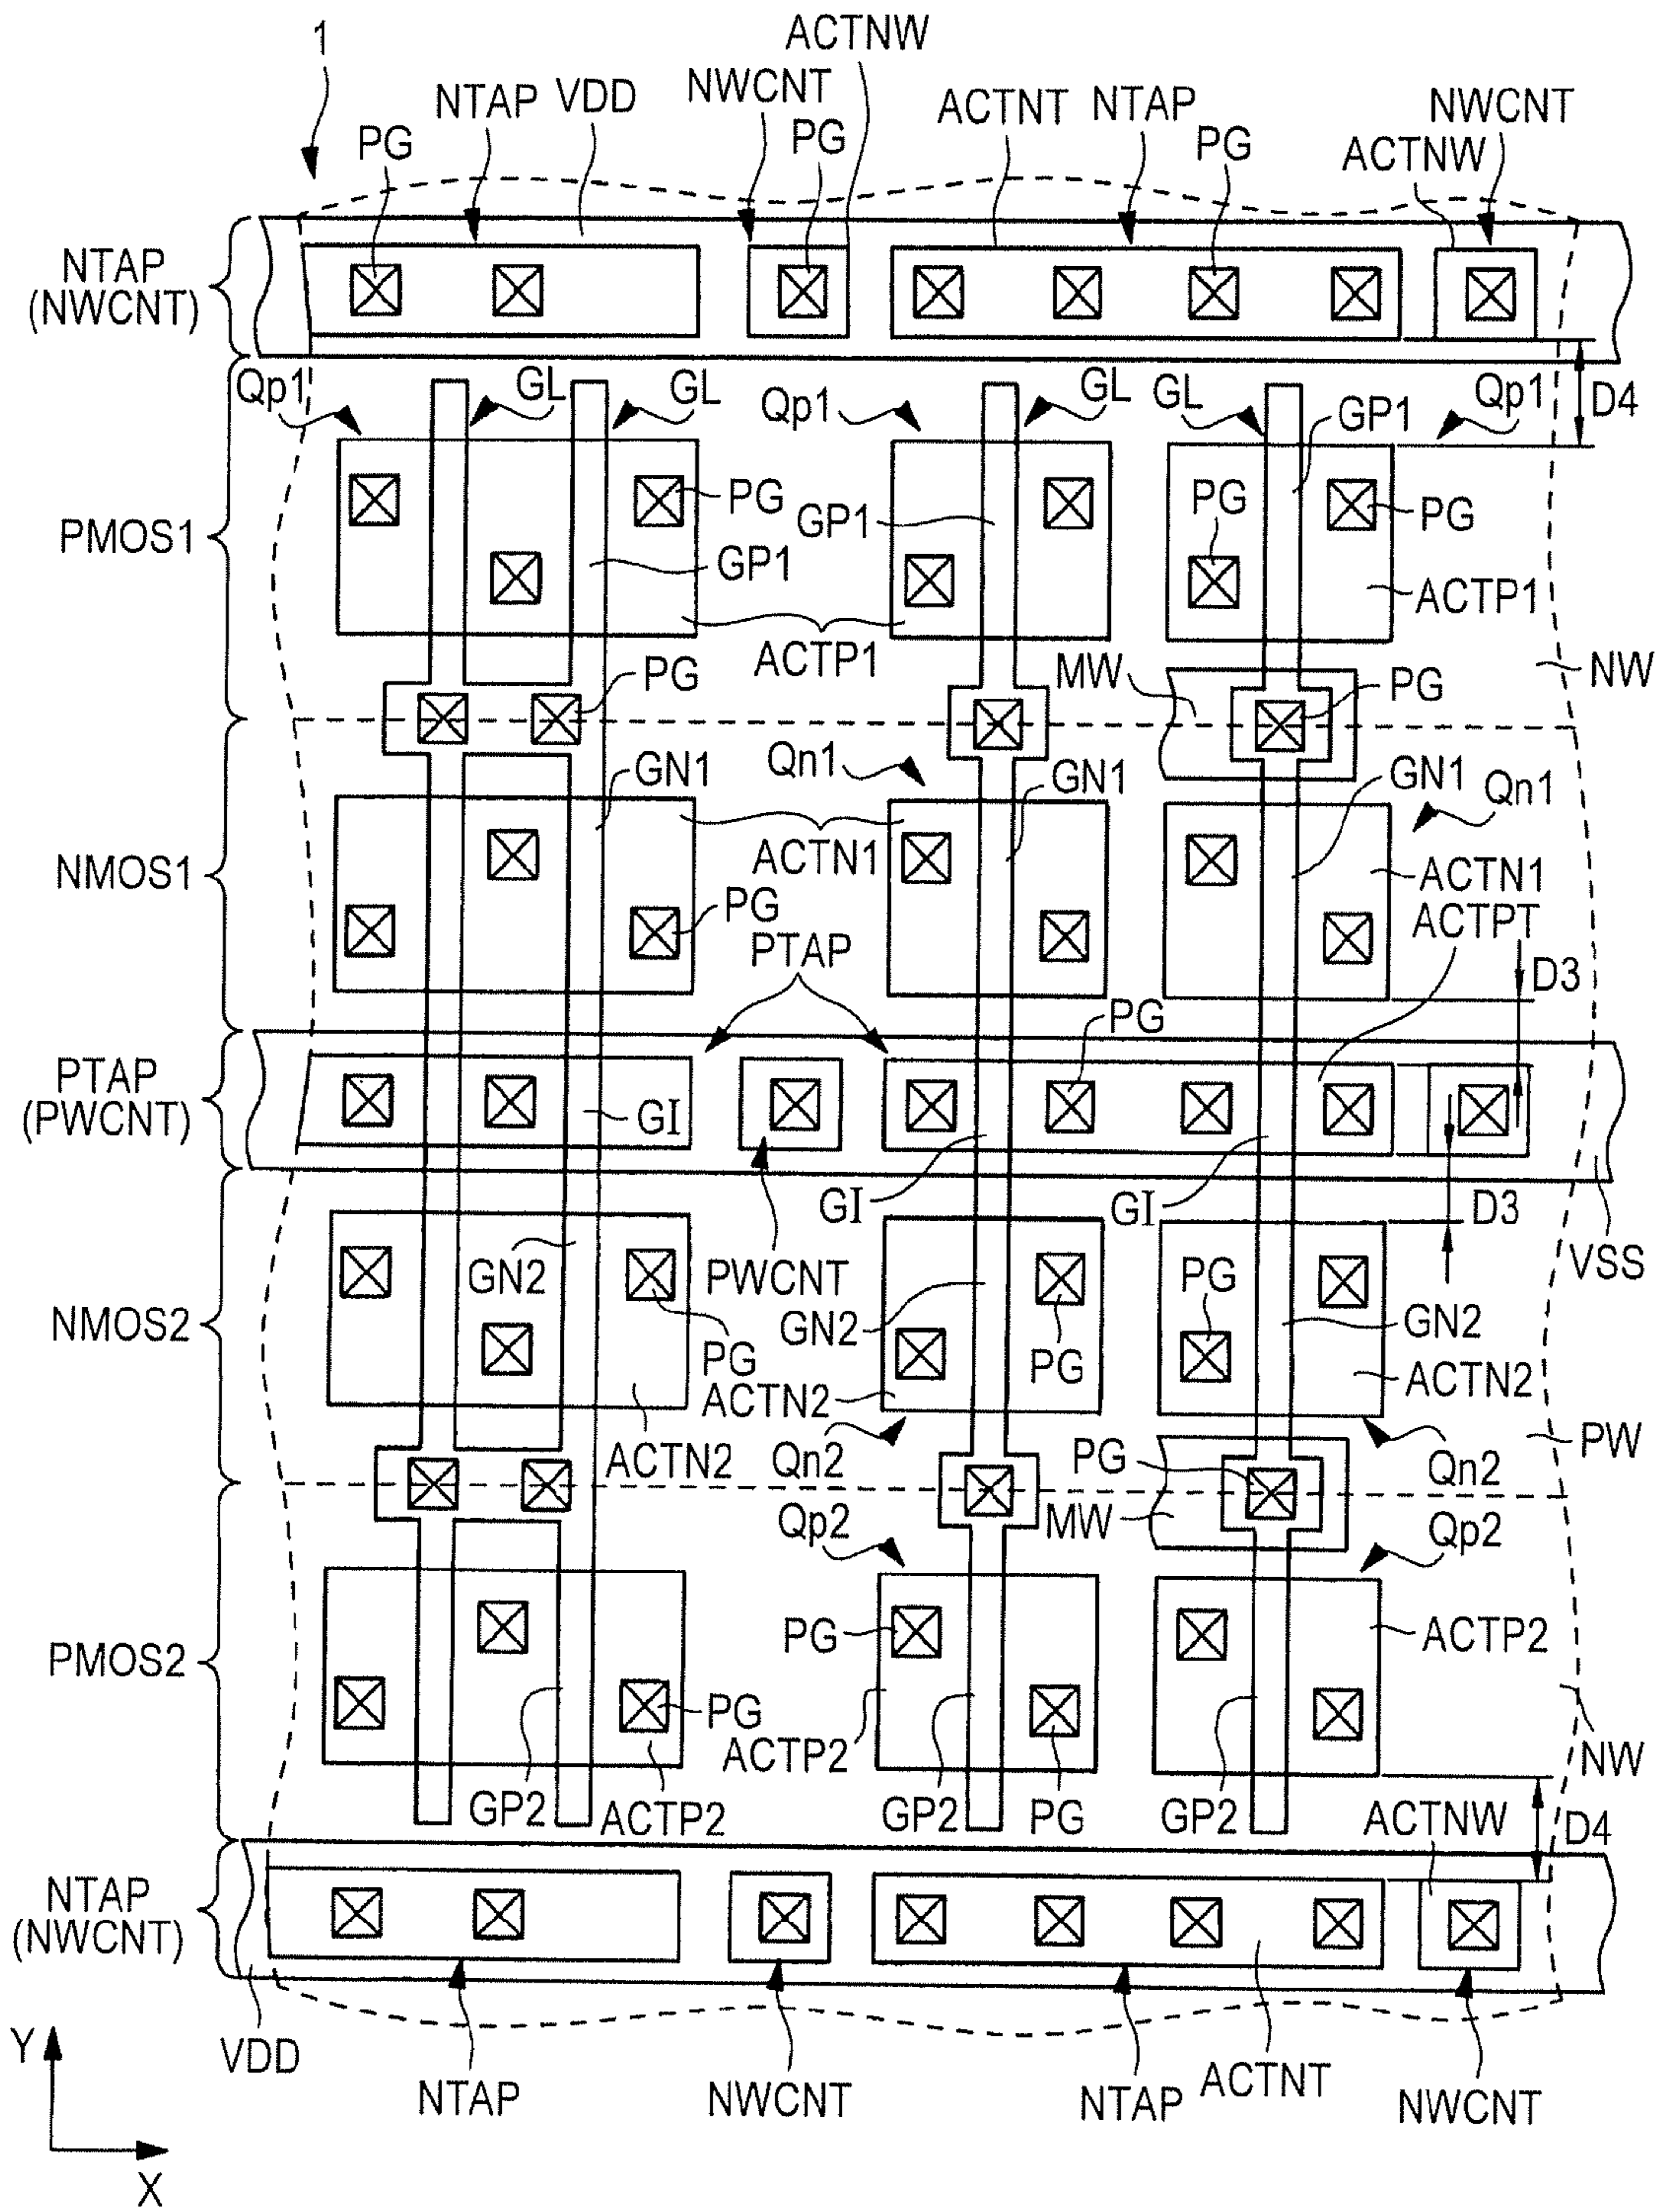 1
ACTNW
NWCNT
NTAP VDD
PG
PG
ACTNT NTAP
PG
NWCNT
ACTNW
NTAP
(NWCNT)
Qp1
GL
GL
Qp1
GL
GL
GP1
Qp1
D4
PMOS1
PG
GP1
GP1
PG
PG
ACTP1
ACTP1
PG
MW
PG
NW
NMOS1
GN1
Qn1
GN1
GN1
Qn1
ACTN1
ACTN1
ACTPT
PG
PTAP
D3
PG
PTAP
(PWCNT)
GI
GI
GI
D3
VSS
NMOS2
GN2
PWCNT
GN2
PG
PG
PG
GN2
ACTN2
ACTN2
ACTN2
Qn2
PG
Qn2
PW
Qp2
MW
Qp2
PMOS2
PG
ACTP2
PG
ACTP2
NW
GP2
ACTP2
GP2
PG
GP2
ACTNW
D4
NTAP
(NWCNT)
VDD
NTAP
NWCNT
NTAP
ACTNT
NWCNT
Y
X